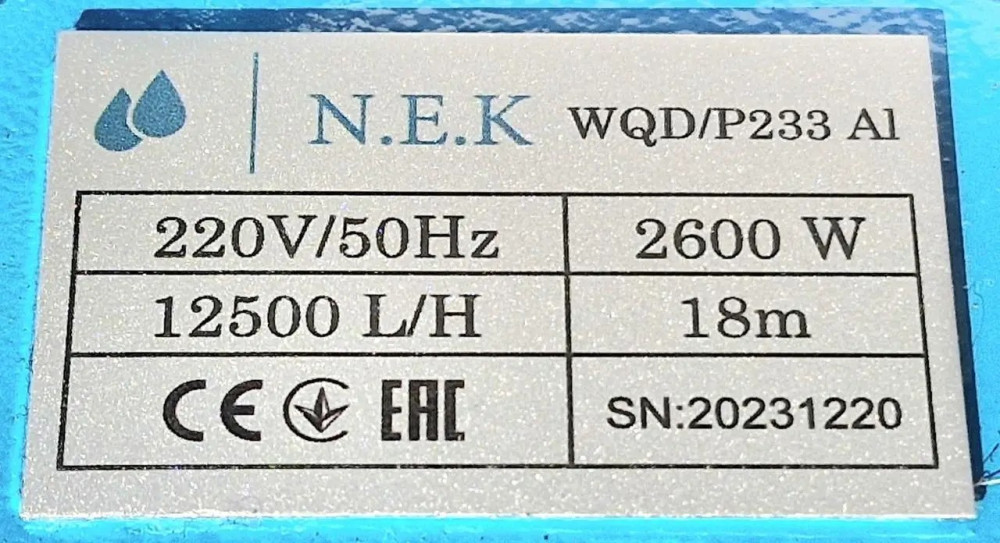 N.E.K WQD/P233 Al
220V/50Hz 2600 W
12500 L/H 18m
CE EAC SN:20231220